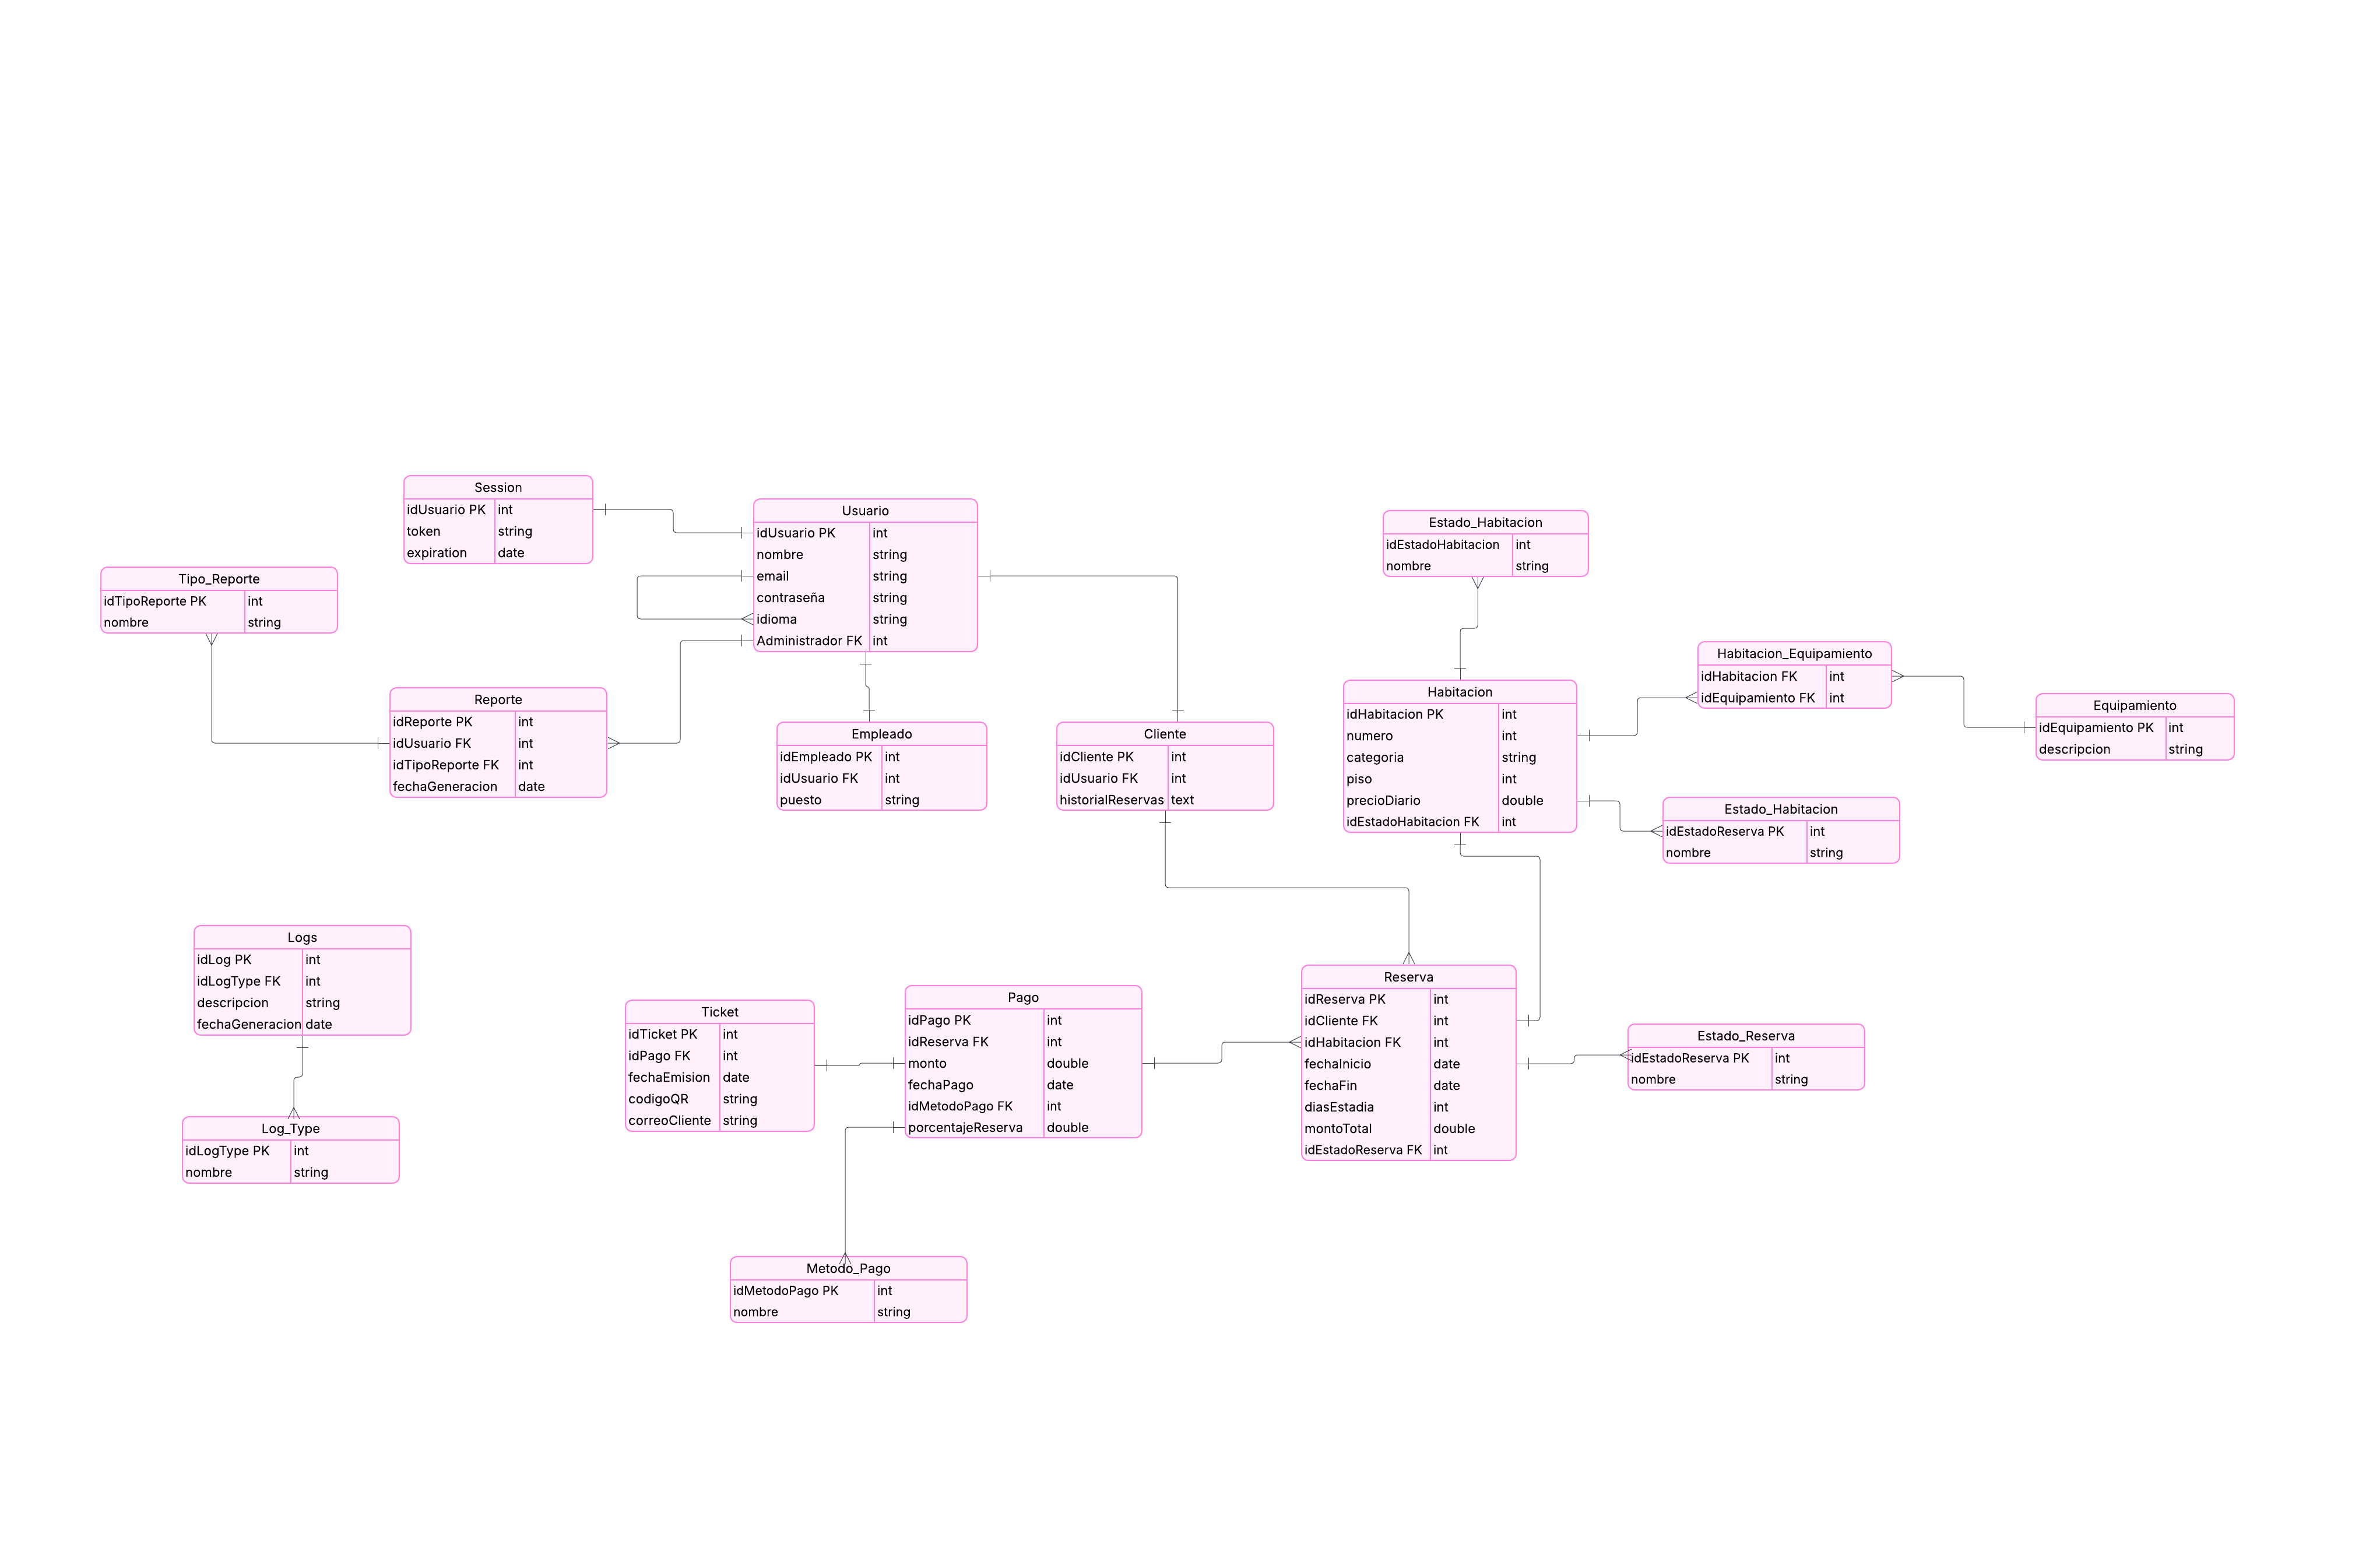 Session
idUsuario PK int
token string
expiration date
Usuario
idUsuario PK int
nombre string
email string
contraseña string
idioma string
Administrador FK int
Estado_Habitacion
idEstadoHabitacion int
nombre string
Tipo_Reporte
idTipoReporte PK int
nombre string
Habitacion_Equipamiento
idHabitacion FK int
idEquipamiento FK int
Reporte
idReporte PK int
idUsuario FK int
idTipoReporte FK int
fechaGeneracion date
Empleado
idEmpleado PK int
idUsuario FK int
puesto string
Cliente
idCliente PK int
idUsuario FK int
historialReservas text
Habitacion
idHabitacion PK int
numero int
categoria string
piso int
precioDiario double
idEstadoHabitacion FK int
Equipamiento
idEquipamiento PK int
descripcion string
Estado_Habitacion
idEstadoReserva PK int
nombre string
Logs
idLog PK int
idLogType FK int
descripcion string
fechaGeneracion date
Ticket
idTicket PK int
idPago FK int
fechaEmision date
codigoQR string
correoCliente string
Pago
idPago PK int
idReserva FK int
monto double
fechaPago date
idMetodoPago FK int
porcentajeReserva double
Reserva
idReserva PK int
idCliente FK int
idHabitacion FK int
fechaInicio date
fechaFin date
diasEstadia int
montoTotal double
idEstadoReserva FK int
Estado_Reserva
idEstadoReserva PK int
nombre string
Log_Type
idLogType PK int
nombre string
Metodo_Pago
idMetodoPago PK int
nombre string